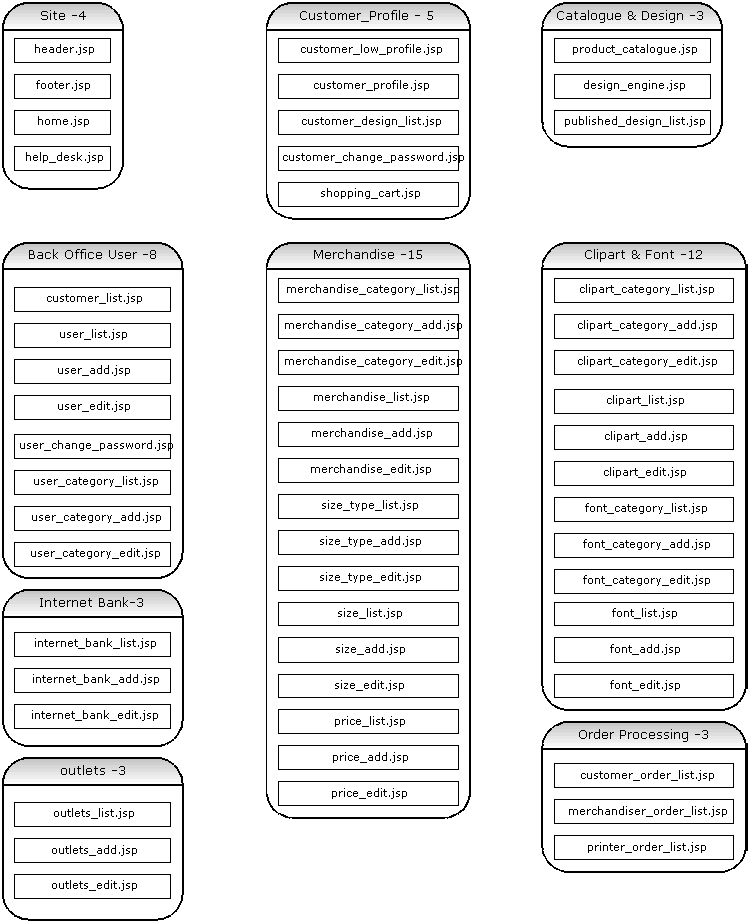 Site -4
header.jsp
footer.jsp
home.jsp
help_desk.jsp
Customer_Profile - 5
customer_low_profile.jsp
customer_profile.jsp
customer_design_list.jsp
customer_change_password.jsp
shopping_cart.jsp
Catalogue & Design -3
product_catalogue.jsp
design_engine.jsp
published_design_list.jsp
Back Office User -8
customer_list.jsp
user_list.jsp
user_add.jsp
user_edit.jsp
user_change_password.jsp
user_category_list.jsp
user_category_add.jsp
user_category_edit.jsp
Internet Bank-3
internet_bank_list.jsp
internet_bank_add.jsp
internet_bank_edit.jsp
outlets -3
outlets_list.jsp
outlets_add.jsp
outlets_edit.jsp
Merchandise -15
merchandise_category_list.jsp
merchandise_category_add.jsp
merchandise_category_edit.jsp
merchandise_list.jsp
merchandise_add.jsp
merchandise_edit.jsp
size_type_list.jsp
size_type_add.jsp
size_type_edit.jsp
size_list.jsp
size_add.jsp
size_edit.jsp
price_list.jsp
price_add.jsp
price_edit.jsp
Clipart & Font -12
clipart_category_list.jsp
clipart_category_add.jsp
clipart_category_edit.jsp
clipart_list.jsp
clipart_add.jsp
clipart_edit.jsp
font_category_list.jsp
font_category_add.jsp
font_category_edit.jsp
font_list.jsp
font_add.jsp
font_edit.jsp
Order Processing -3
customer_order_list.jsp
merchandiser_order_list.jsp
printer_order_list.jsp